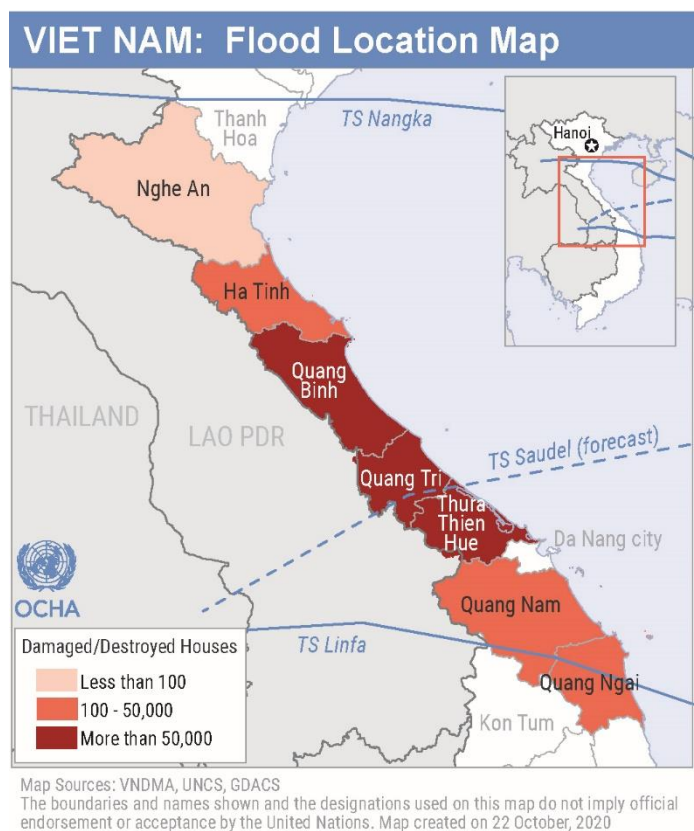 VIET NAM: Flood Location Map
TS Nangka
Thanh
Hoa
Hanoi
Nghe An
Ha Tinh
Quang
Binh
THAILAND
LAO PDR
TS Saudel (forecast)
Quang Tri
Thura
Thien
Hue
Da Nang city
OCHA
Quang Nam
TS Linfa
Quang Ngai
Kon Tum
Damaged/Destroyed Houses
Less than 100
100 - 50,000
More than 50,000
Map Sources: VNDMA, UNCS, GDACS
The boundaries and names shown and the designations used on this map do not imply official
endorsement or acceptance by the United Nations. Map created on 22 October, 2020